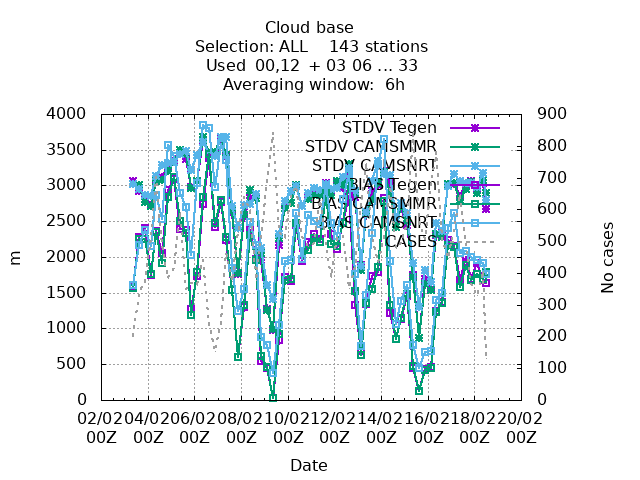 Cloud base
Selection: ALL 143 stations
Used 00,12 + 03 06 ... 33
Averaging window: 6h
4000
3500
3000
2500
2000
1500
1000
500
0
m
900
800
700
600
500
400
300
200
100
0
No cases
STDV Tegen
STDV CAMSMMR
STDV CAMSNRT
BIAS Tegen
BIAS CAMSMMR
BIAS CAMSNRT
CASES
02/02 04/02 06/02 08/02 10/02 12/02 14/02 16/02 18/02 20/02
00Z 00Z 00Z 00Z 00Z 00Z 00Z 00Z 00Z 00Z
Date